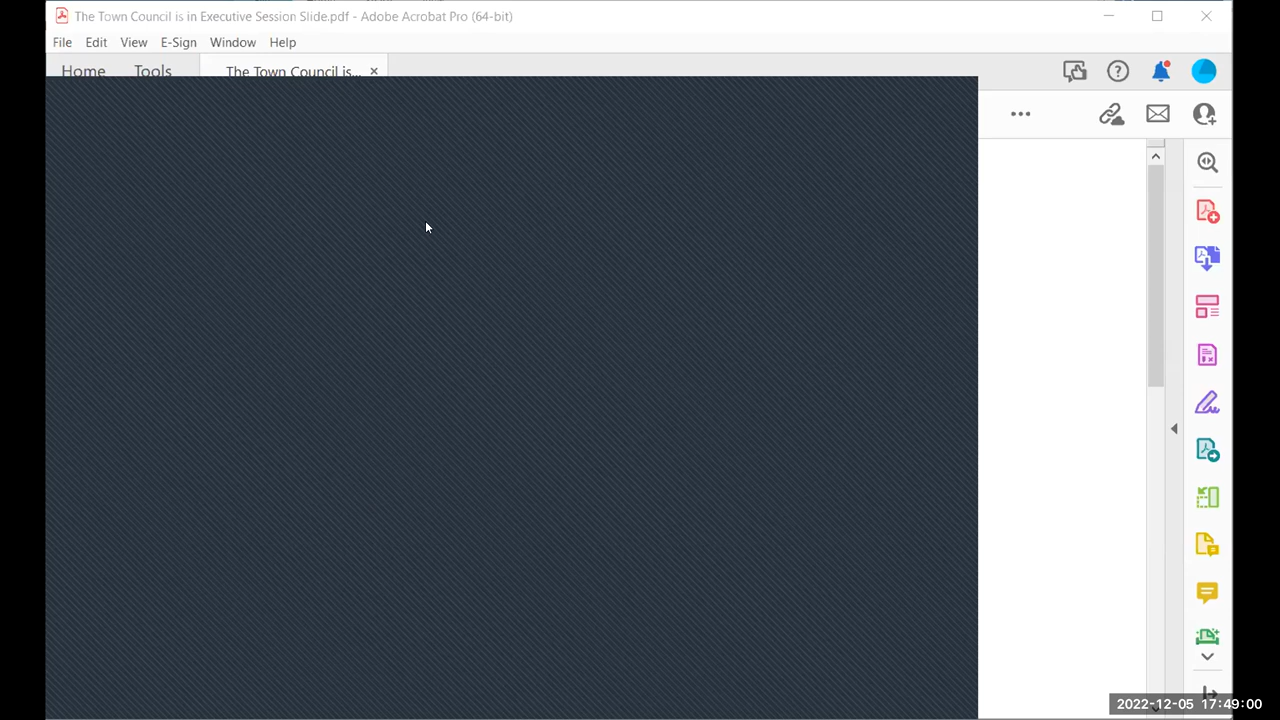 The Town Council is in Executive Session Slide.pdf - Adobe Acrobat Pro (64-bit)
File Edit View E-Sign Window Help
Home Tools The Town Council is... ×
2022-12-05 17:49:00